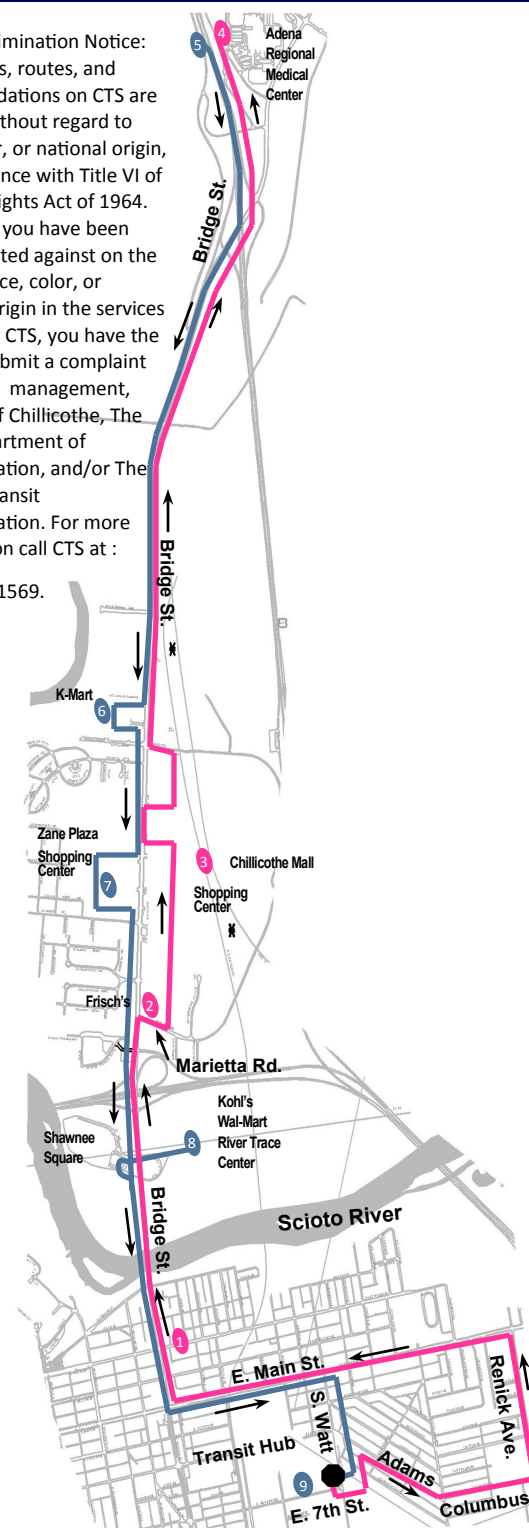 imination Notice:
s, routes, and
dations on CTS are
ithout regard to
r, or national origin,
nce with Title VI of
ights Act of 1964.
you have been
ted against on the
ce, color, or
rigin in the services
r CTS, you have the
bmit a complaint
management,
f Chillicothe, The
artment of
ation, and/or The
ransit
ation. For more
on call CTS at :
1569.
5
4
Adena
Regional
Medical
Center
Bridge St.
Bridge St.
K-Mart
6
Zane Plaza
Shopping
Center
7
3
Chillicothe Mall
Shopping
Center
Frisch's
2
Marietta Rd.
Kohl's
Wal-Mart
River Trace
Center
8
Shawnee
Square
Bridge St.
Scioto River
1
E. Main St.
Renick Ave.
S. Watt
Transit Hub
Adams
9
E. 7th St.
Columbus